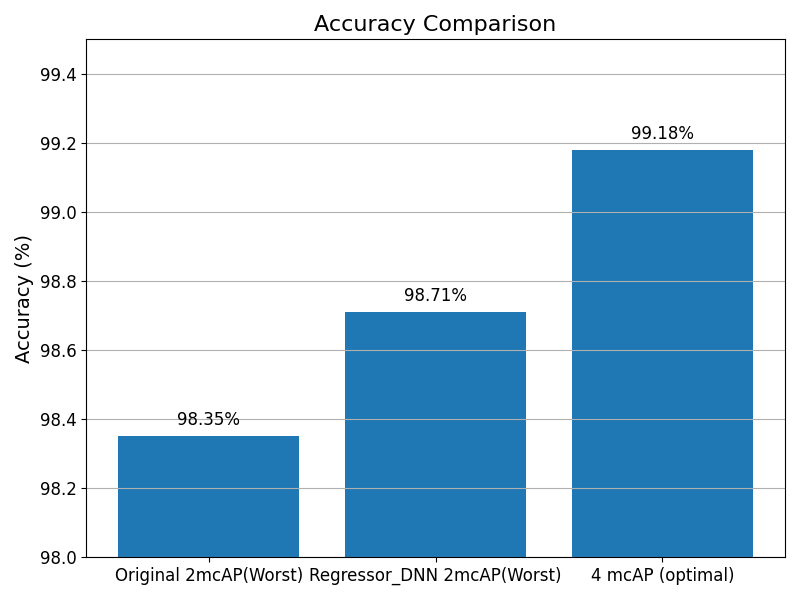 Accuracy Comparison
Accuracy (%)
99.4
99.2
99.0
98.8
98.6
98.4
98.2
98.0
98.35%
98.71%
99.18%
Original 2mcAP(Worst)
Regressor_DNN 2mcAP(Worst)
4 mcAP (optimal)